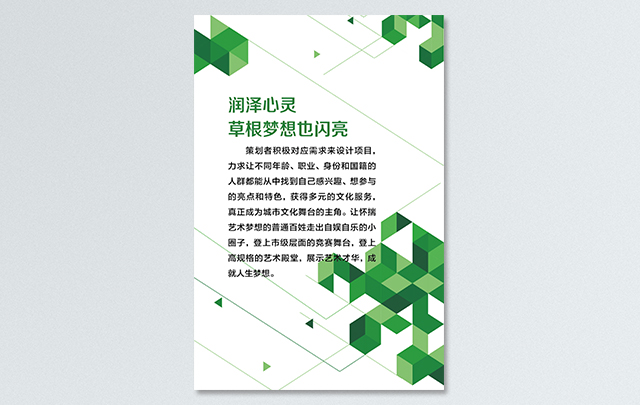 润泽心灵
草根梦想也闪亮
策划者积极对应需求来设计项目，
力求让不同年龄、职业、身份和国籍的
人群都能从中找到自己感兴趣、想参与
的亮点和特色，获得多元的文化服务，
真正成为城市文化舞台的主角。让怀揣
艺术梦想的普通百姓走出自娱自乐的小
圈子，登上市级层面的竞赛舞台，登上
高规格的艺术殿堂，展示艺术才华，成
就人生梦想。